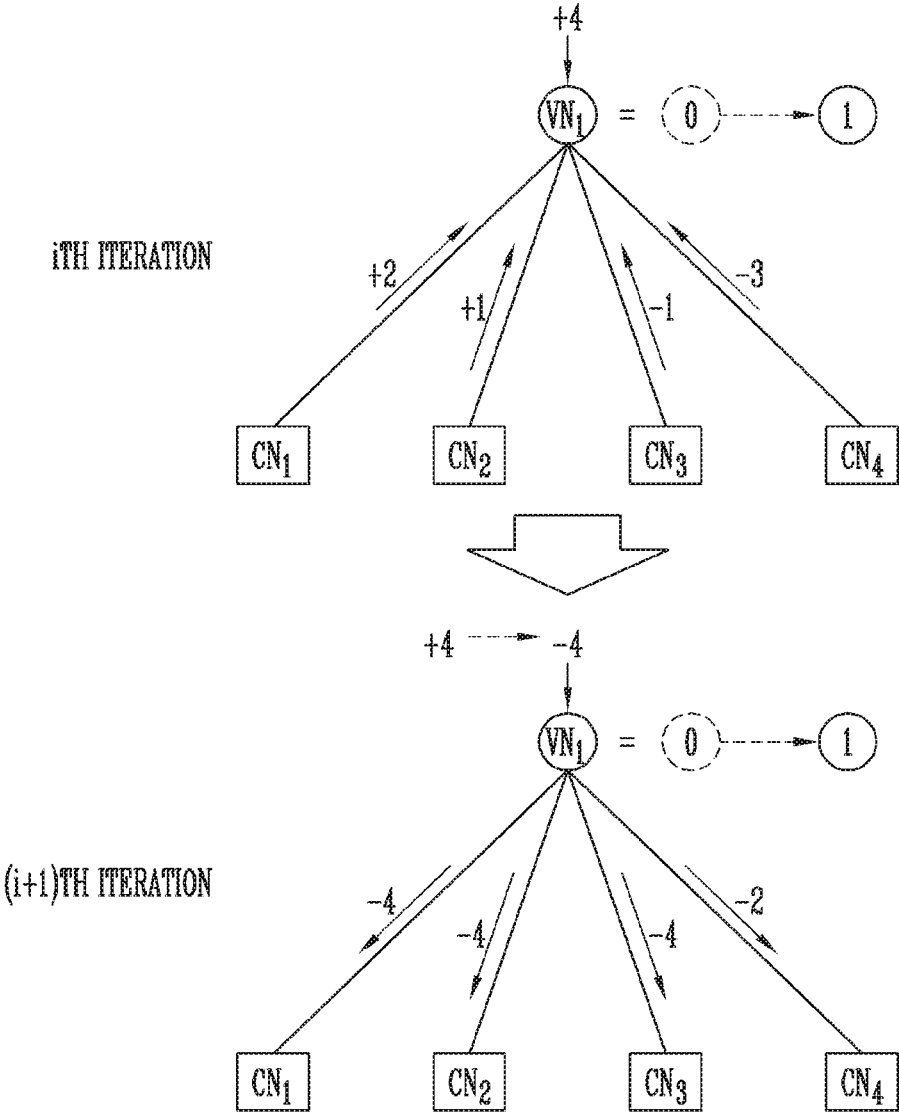 +4
VN1 = 0 1
iTH ITERATION
+2 +1 -1 -3
CN1 CN2 CN3 CN4
+4 -4
VN1 = 0 1
(i+1)TH ITERATION
-4 -4 -4 -2
CN1 CN2 CN3 CN4